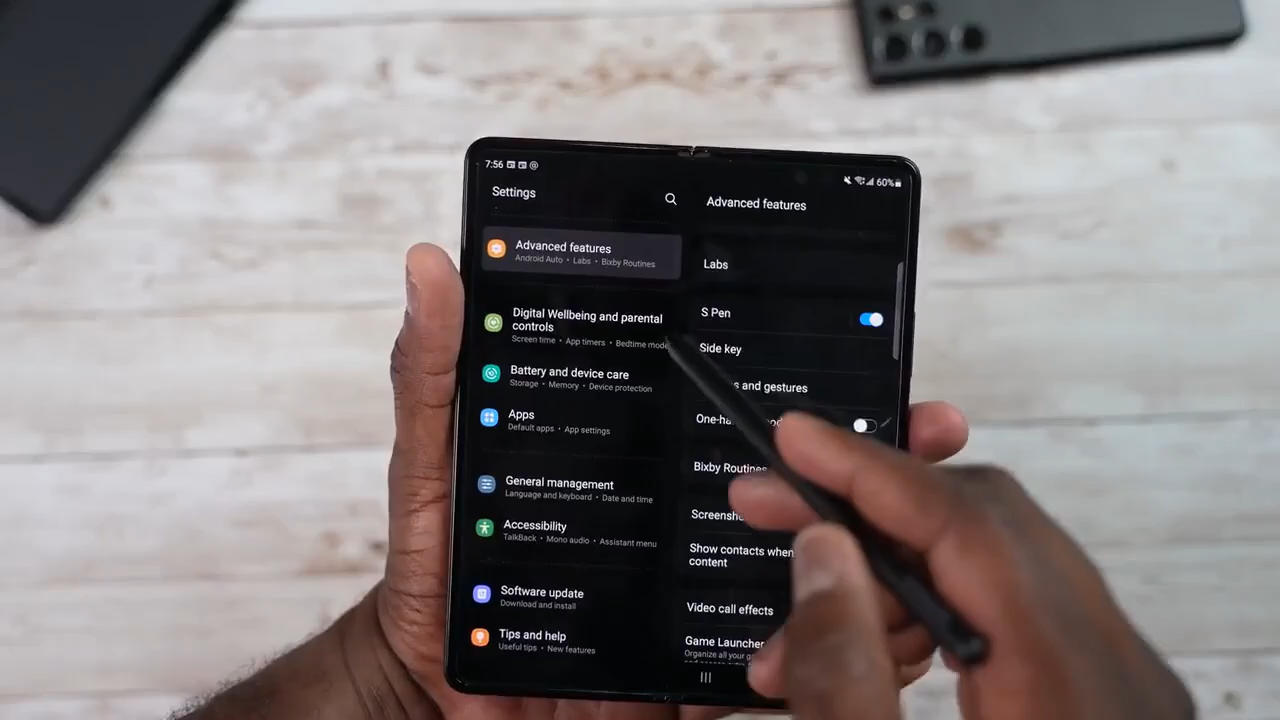 7:56
60%
Settings
Advanced features
Android Auto • Labs • Bixby Routines
Digital Wellbeing and parental
controls
Screen time • App timers • Bedtime mode
Battery and device care
Storage • Memory • Device protection
Apps
Default apps • App settings
General management
Language and keyboard • Date and time
Accessibility
TalkBack • Mono audio • Assistant menu
Software update
Download and install
Tips and help
Useful tips • New features
Advanced features
Labs
S Pen
Side key
and gestures
Bixby Routines
Show contacts when
content
Video call effects
Game Launcher
Organize all your